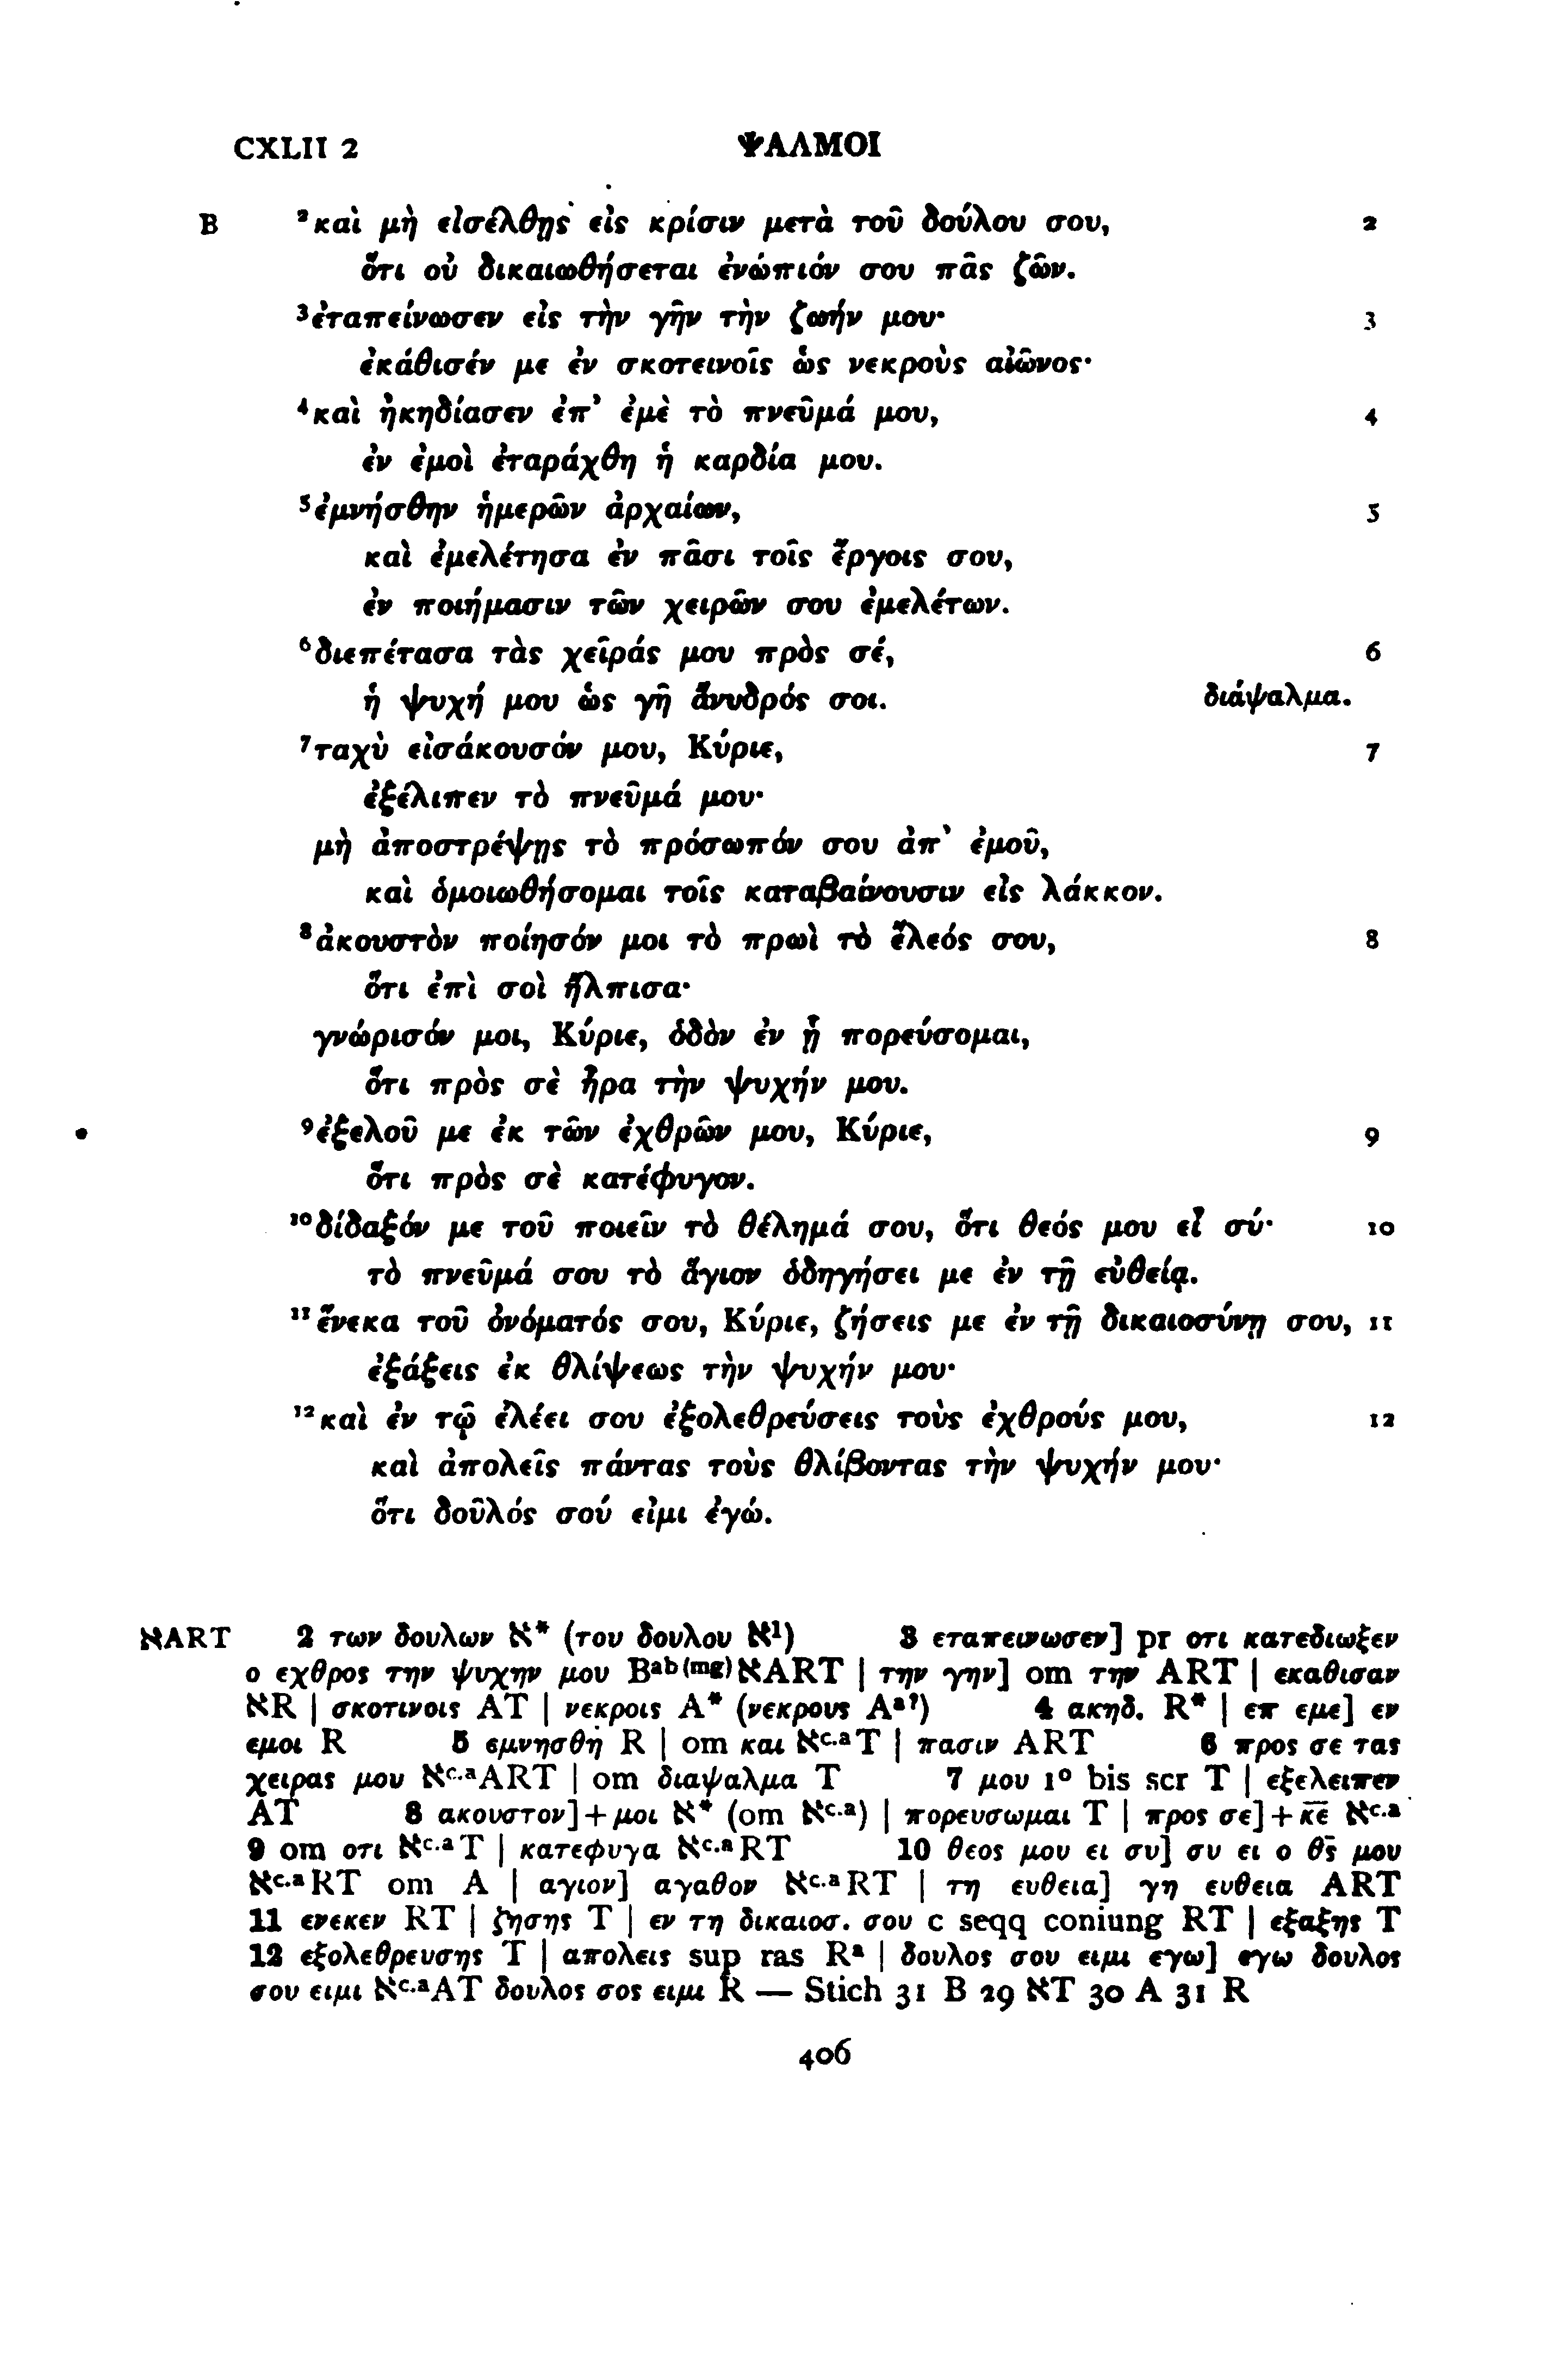 CXLII 2 ΨΑΛΜΟΙ
B ²καὶ μὴ εἰσέλθῃς εἰς κρίσιν μετὰ τοῦ δούλου σου, 2
ὅτι οὐ δικαιωθήσεται ἐνώπιόν σου πᾶς ζῶν.
³ἐταπείνωσεν εἰς τὴν γῆν τὴν ζωήν μου· 3
ἐκάθισέν με ἐν σκοτεινοῖς ὡς νεκροὺς αἰῶνος·
⁴καὶ ἠκηδίασεν ἐπ’ ἐμὲ τὸ πνεῦμά μου, 4
ἐν ἐμοὶ ἐταράχθη ἡ καρδία μου.
⁵ἐμνήσθην ἡμερῶν ἀρχαίων, 5
καὶ ἐμελέτησα ἐν πᾶσι τοῖς ἔργοις σου,
ἐν ποιήμασιν τῶν χειρῶν σου ἐμελέτων.
⁶διεπέτασα τὰς χεῖράς μου πρὸς σέ, 6
ἡ ψυχή μου ὡς γῆ ἄνυδρός σοι. διάψαλμα.
⁷ταχὺ εἰσάκουσόν μου, Κύριε, 7
ἐξέλιπεν τὸ πνεῦμά μου·
μὴ ἀποστρέψῃς τὸ πρόσωπόν σου ἀπ’ ἐμοῦ,
καὶ ὁμοιωθήσομαι τοῖς καταβαίνουσιν εἰς λάκκον.
⁸ἀκουστὸν ποίησόν μοι τὸ πρωὶ τὸ ἔλεός σου, 8
ὅτι ἐπὶ σοὶ ἤλπισα·
γνώρισόν μοι, Κύριε, ὁδὸν ἐν ᾗ πορεύσομαι,
ὅτι πρὸς σὲ ἦρα τὴν ψυχήν μου.
⁹ἐξελοῦ με ἐκ τῶν ἐχθρῶν μου, Κύριε, 9
ὅτι πρὸς σὲ κατέφυγον.
¹⁰δίδαξόν με τοῦ ποιεῖν τὸ θέλημά σου, ὅτι θεός μου εἶ σύ· 10
τὸ πνεῦμά σου τὸ ἅγιον ὁδηγήσει με ἐν τῇ εὐθείᾳ.
¹¹ἕνεκα τοῦ ὀνόματός σου, Κύριε, ζήσεις με ἐν τῇ δικαιοσύνῃ σου, 11
ἐξάξεις ἐκ θλίψεως τὴν ψυχήν μου·
¹²καὶ ἐν τῷ ἐλέει σου ἐξολεθρεύσεις τοὺς ἐχθρούς μου, 12
καὶ ἀπολεῖς πάντας τοὺς θλίβοντας τὴν ψυχήν μου·
ὅτι δοῦλός σού εἰμι ἐγώ.
אART 2 των δουλων א* (του δουλου א¹) 3 εταπεινωσεν] pr οτι κατεδιωξεν
ο εχθρος την ψυχην μου Bᵃᵇ⁽ᵐᵍ⁾אART | την γην] om την ART | εκαθισαν
אR | σκοτινοις AT | νεκροις A* (νεκρους Aᵃ?) 4 ακηδ. R* | επ εμε] εν
εμοι R 5 εμνησθη R | om και אᶜ·ᵃT | πασιν ART 6 προς σε τας
χειρας μου אᶜ·ᵃART | om διαψαλμα T 7 μου 1° bis scr T | εξελειπεν
AT 8 ακουστον]+μοι א* (om אᶜ·ᵃ) | πορευσωμαι T | προς σε]+κ̅ε̅ אᶜ·ᵃ
9 om οτι אᶜ·ᵃT | κατεφυγα אᶜ·ᵃRT 10 θεος μου ει συ] συ ει ο θ̅ς̅ μου
אᶜ·ᵃRT om A | αγιον] αγαθον אᶜ·ᵃRT | τη ευθεια] γη ευθεια ART
11 ενεκεν RT | ζησης T | εν τη δικαιοσ. σου c seqq coniung RT | εξαξης T
12 εξολεθρευσης T | απολεις sup ras Rᵃ | δουλος σου ειμι εγω] εγω δουλος
σου ειμι אᶜ·ᵃAT δουλος σος ειμι R — Stich 31 B 29 אT 30 A 31 R
406